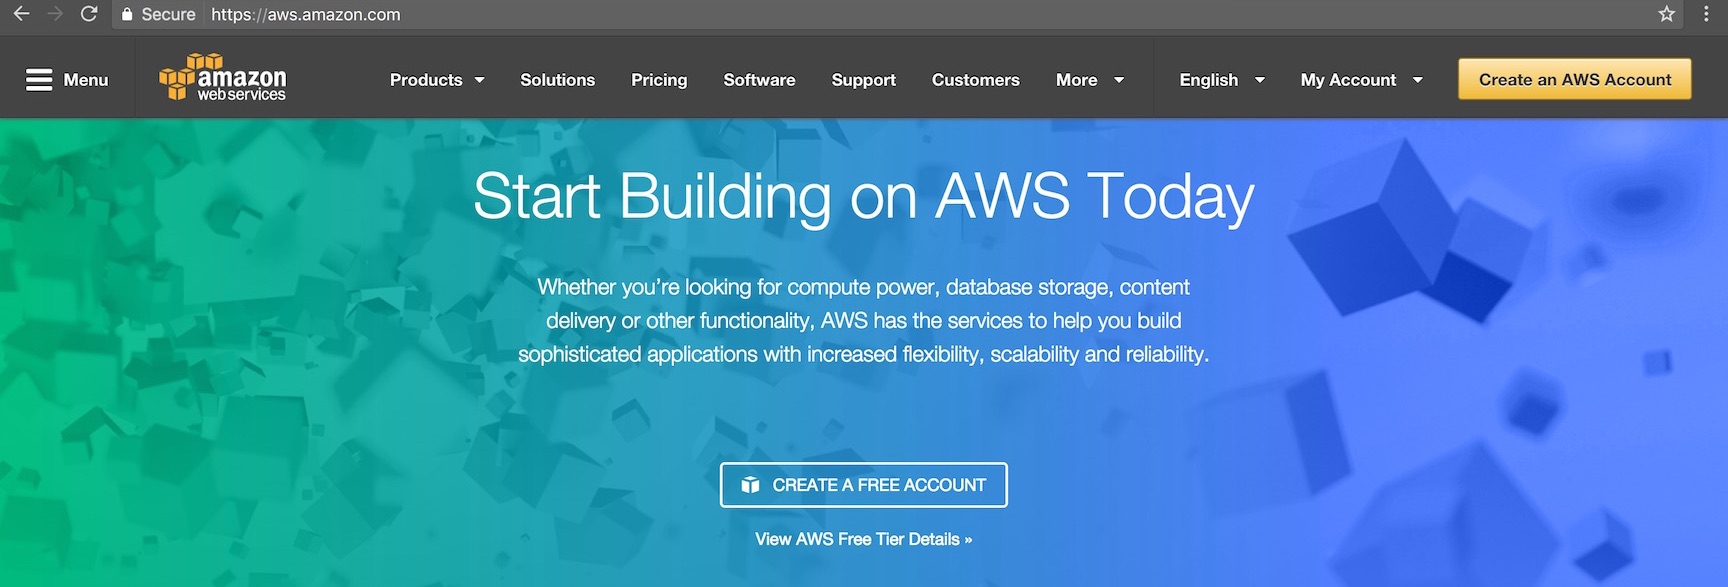 Secure https://aws.amazon.com
Menu
amazon
webservices
Products Solutions Pricing Software Support Customers More English My Account Create an AWS Account
Start Building on AWS Today
Whether you’re looking for compute power, database storage, content
delivery or other functionality, AWS has the services to help you build
sophisticated applications with increased flexibility, scalability and reliability.
CREATE A FREE ACCOUNT
View AWS Free Tier Details »